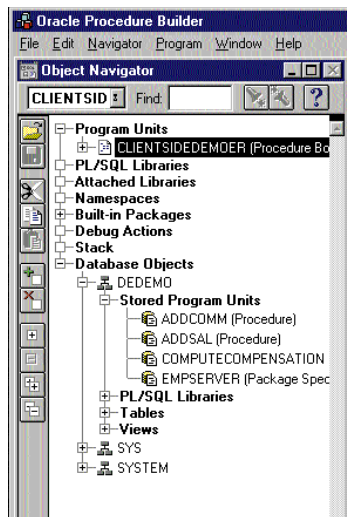 Oracle Procedure Builder
File Edit Navigator Program Window Help
Object Navigator
CLIENTSID Find:
Program Units
CLIENTSIDEDEMOER (Procedure Bo
PL/SQL Libraries
Attached Libraries
Namespaces
Built-in Packages
Debug Actions
Stack
Database Objects
DEDEMO
Stored Program Units
ADDCOMM (Procedure)
ADDSAL (Procedure)
COMPUTECOMPENSATION
EMPSERVER (Package Spec
PL/SQL Libraries
Tables
Views
SYS
SYSTEM